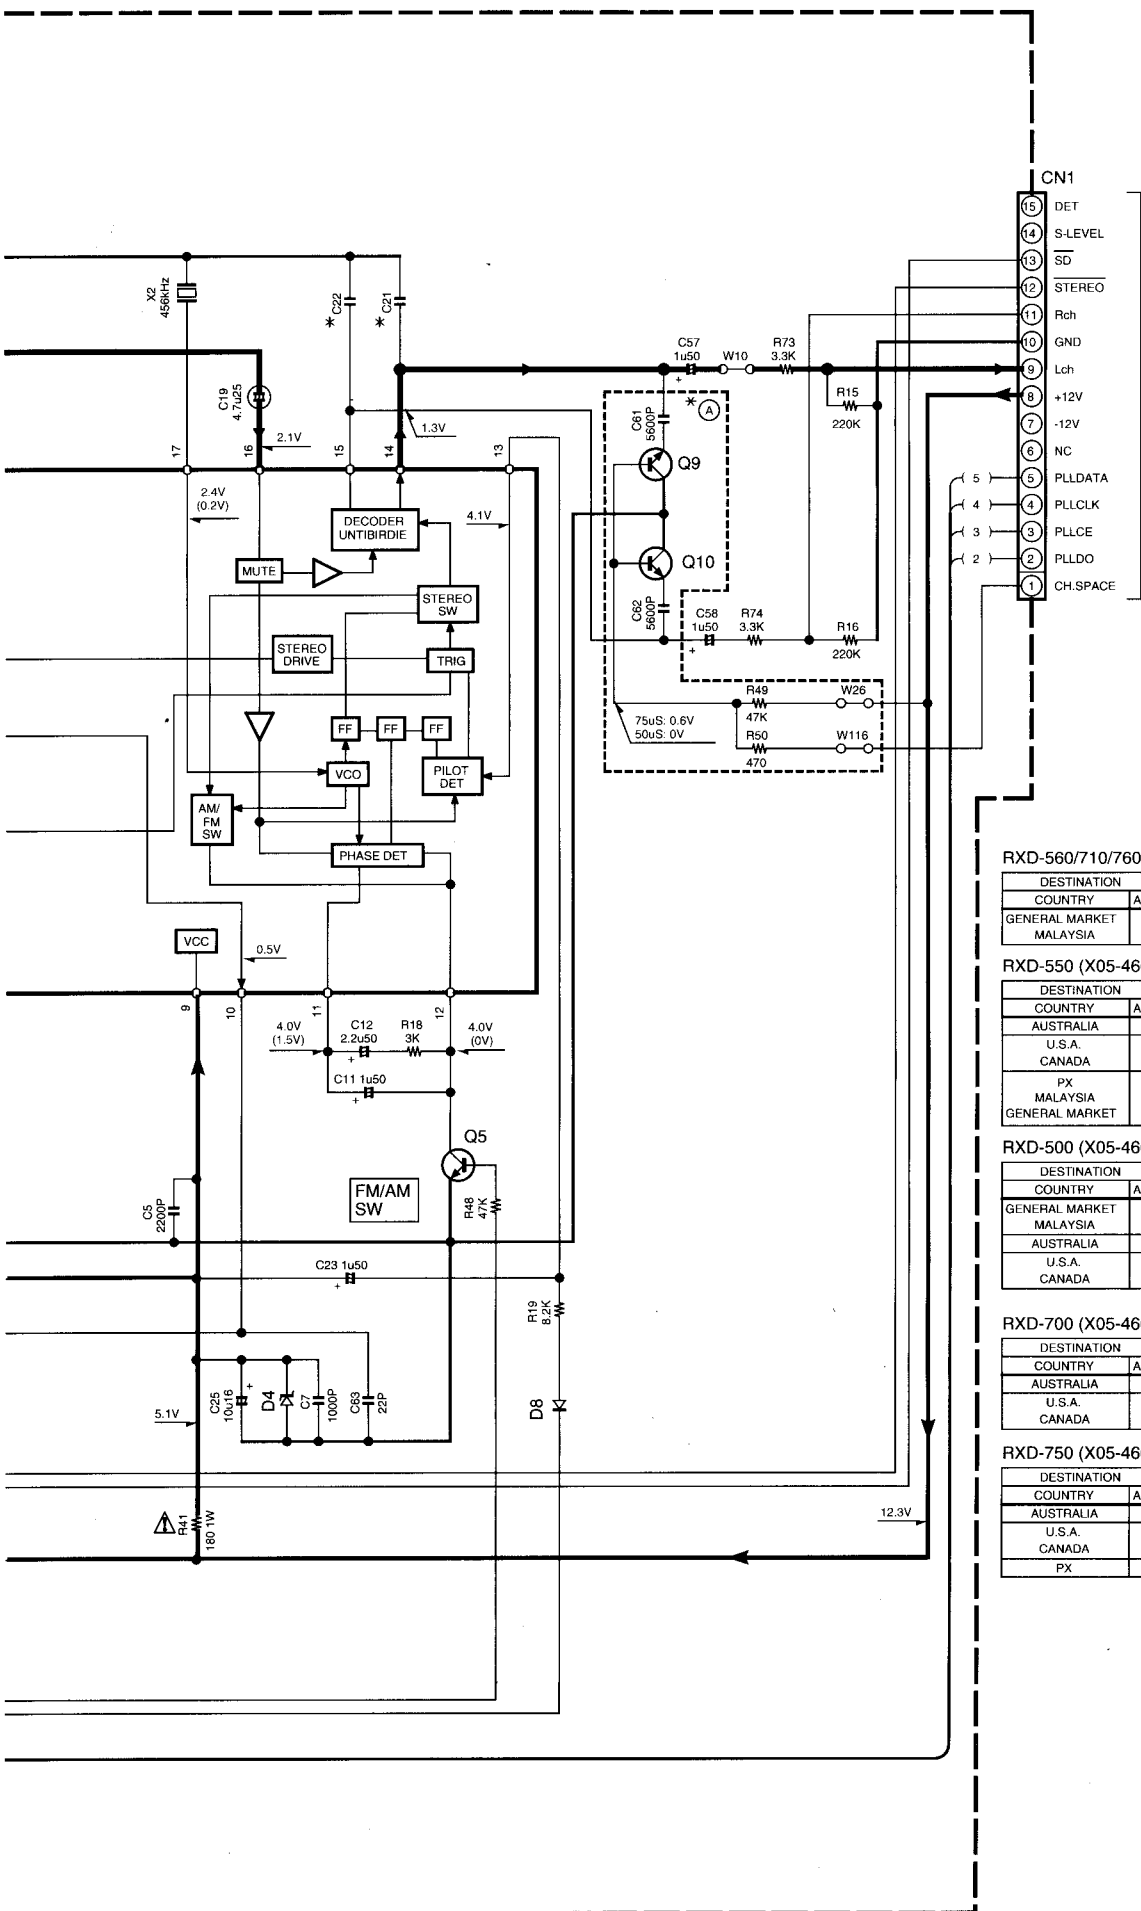 CN1
15 DET
14 S-LEVEL
13 SD
12 STEREO
11 Rch
10 GND
9 Lch
8 +12V
7 -12V
6 NC
5 5 PLLDATA
4 4 PLLCLK
3 3 PLLCE
2 2 PLLDO
1 CH.SPACE
X2
456kHz
* C22
* C21
C19
4.7u25
17
16
15
14
13
2.1V
1.3V
2.4V
(0.2V)
4.1V
C57
1u50
+
W10
R73
3.3K
R15
220K
* A
C61
5600P
Q9
Q10
C62
5600P
C58
1u50
+
R74
3.3K
R16
220K
R49
47K
W26
R50
470
W116
75uS: 0.6V
50uS: 0V
DECODER
UNTIBIRDIE
MUTE
STEREO
SW
STEREO
DRIVE
TRIG
FF
FF
FF
VCO
PILOT
DET
AM/
FM
SW
PHASE DET
VCC
0.5V
9
10
11
12
4.0V
(1.5V)
C12
2.2u50
+
R18
3K
4.0V
(0V)
C11 1u50
+
Q5
FM/AM
SW
R48
47K
C5
2200P
C23 1u50
+
R19
8.2K
C25
10u16
+
D4
C7
1000P
C63
22P
D8
5.1V
R41
180 1W
12.3V
RXD-560/710/760
DESTINATION
COUNTRY A
GENERAL MARKET
MALAYSIA
RXD-550 (X05-46
DESTINATION
COUNTRY A
AUSTRALIA
U.S.A.
CANADA
PX
MALAYSIA
GENERAL MARKET
RXD-500 (X05-46
DESTINATION
COUNTRY A
GENERAL MARKET
MALAYSIA
AUSTRALIA
U.S.A.
CANADA
RXD-700 (X05-46
DESTINATION
COUNTRY A
AUSTRALIA
U.S.A.
CANADA
RXD-750 (X05-46
DESTINATION
COUNTRY A
AUSTRALIA
U.S.A.
CANADA
PX